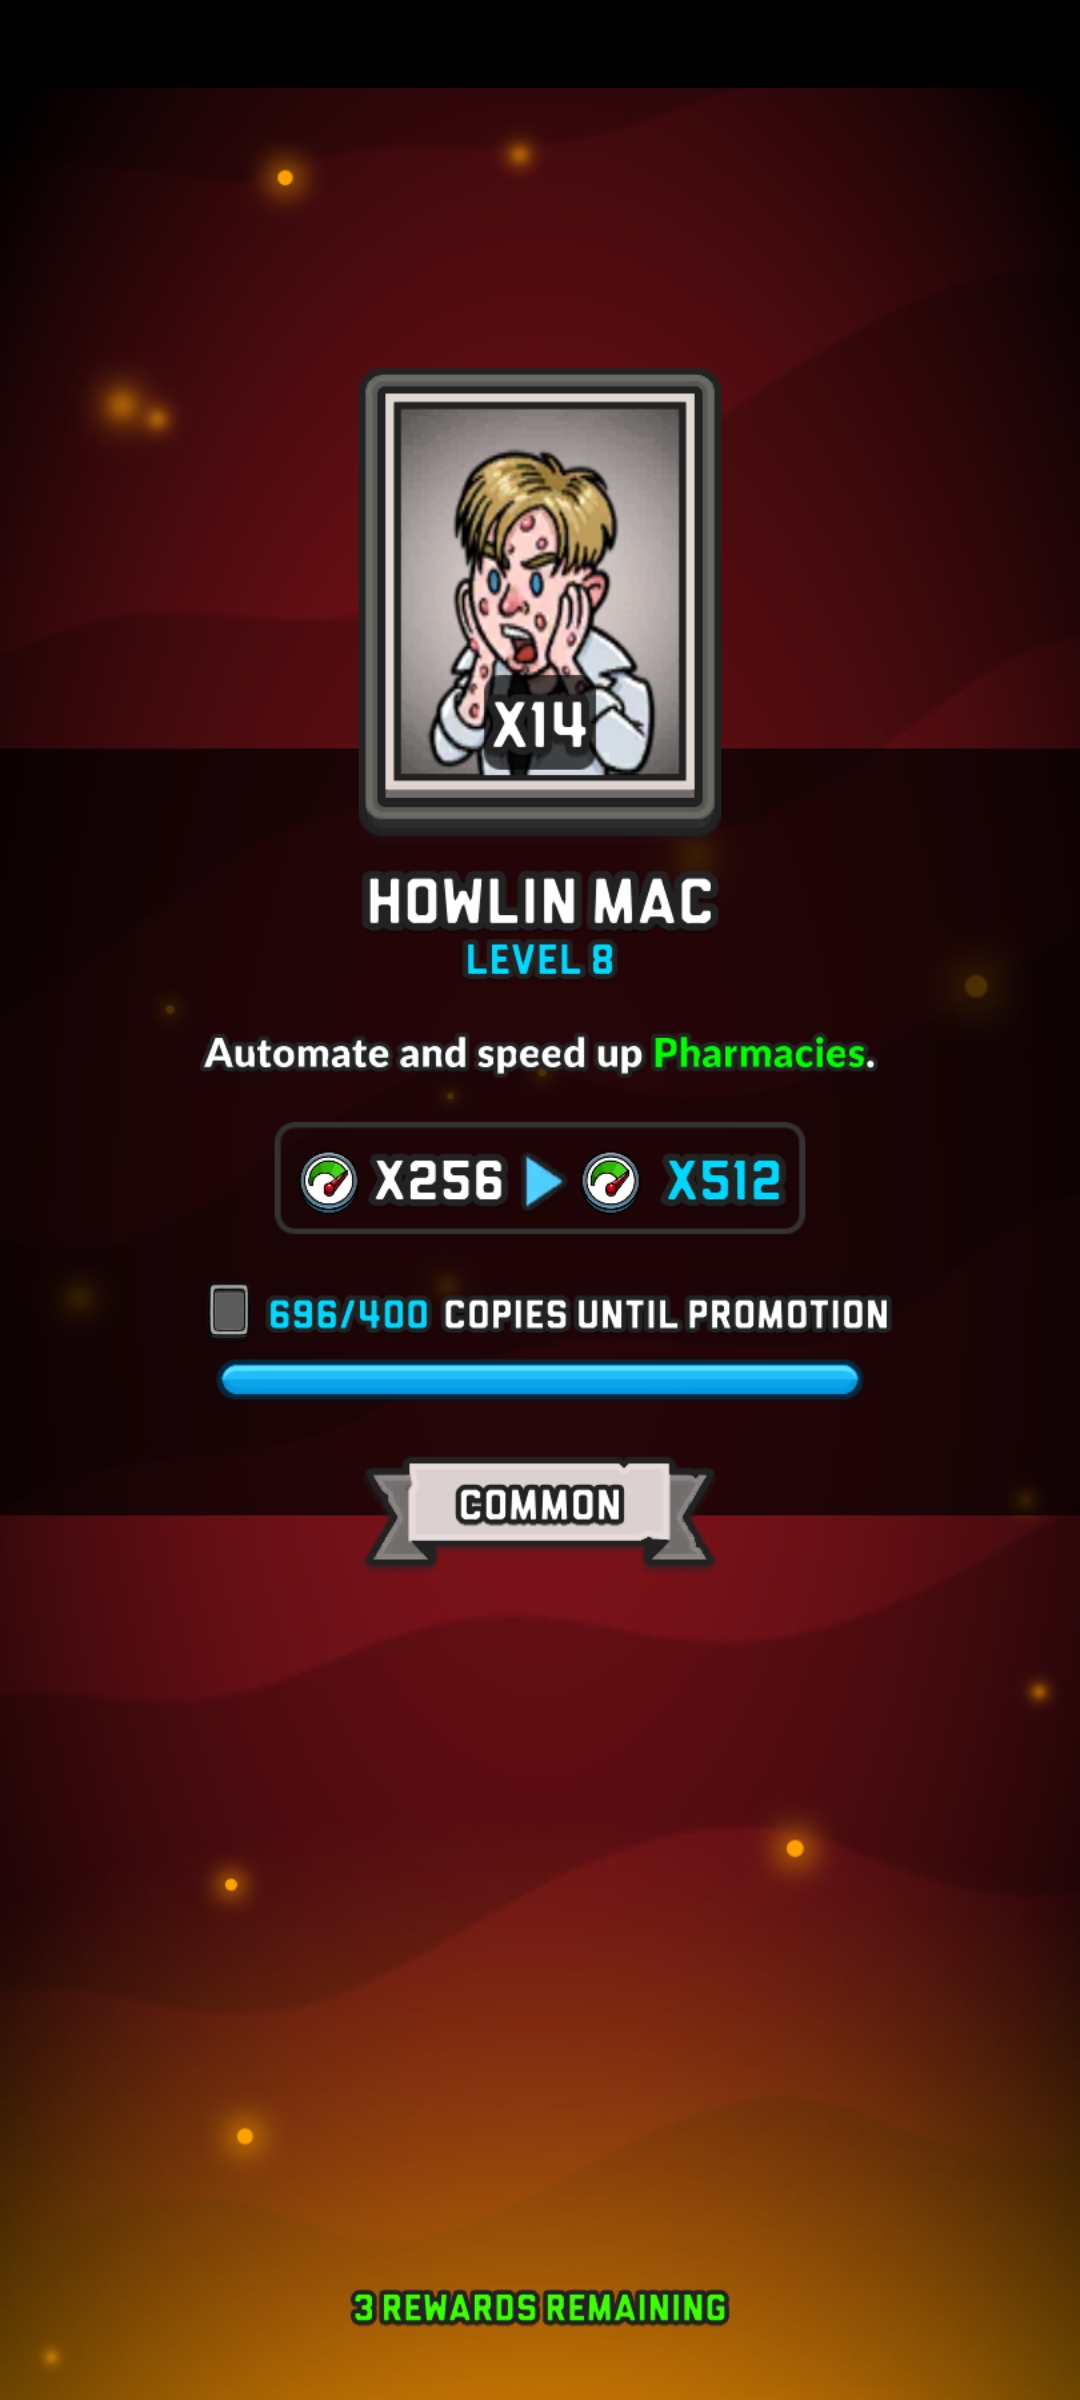 X14
HOWLIN MAC
LEVEL 8
Automate and speed up Pharmacies.
X256 X512
696/400 COPIES UNTIL PROMOTION
COMMON
3 REWARDS REMAINING